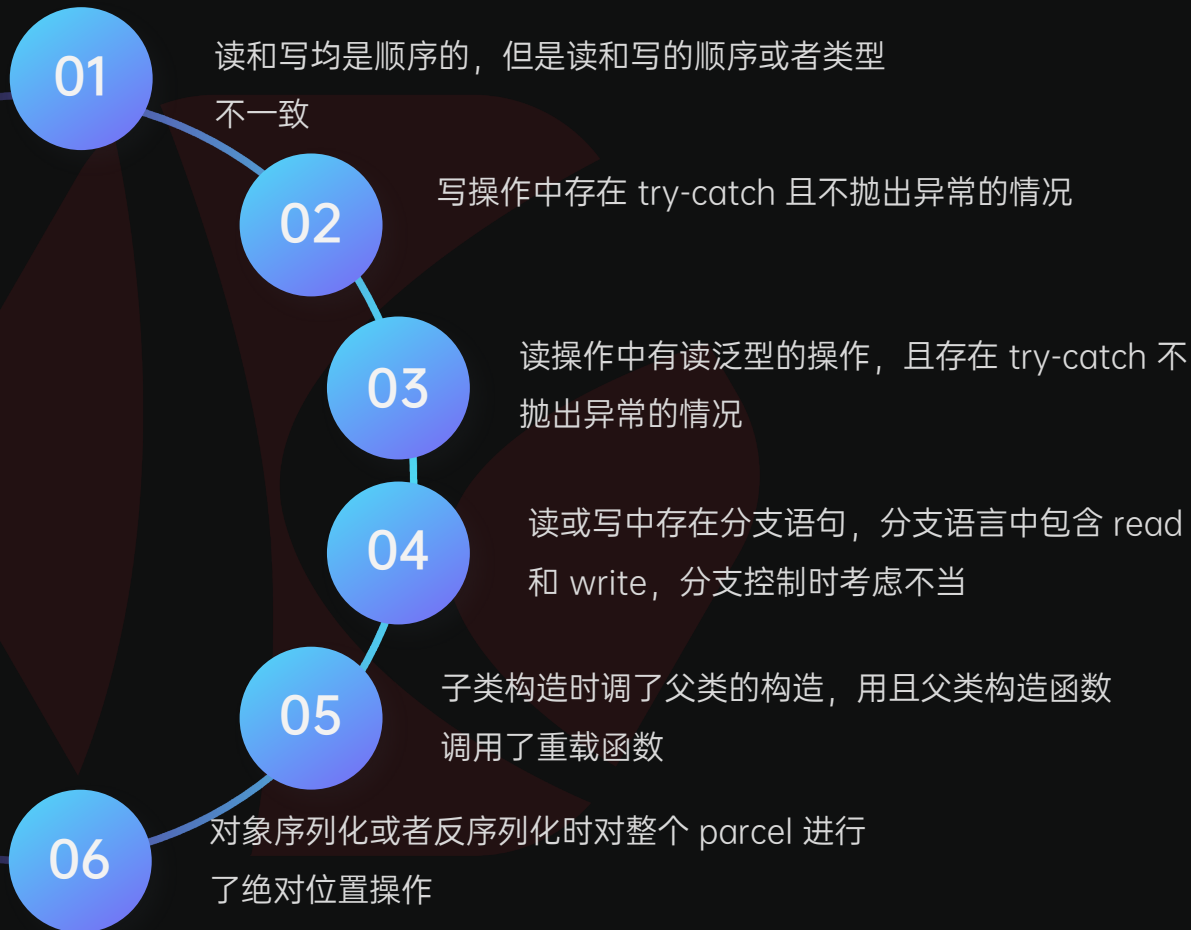 01
读和写均是顺序的，但是读和写的顺序或者类型
不一致
02
写操作中存在 try-catch 且不抛出异常的情况
03
读操作中有读泛型的操作，且存在 try-catch 不
抛出异常的情况
04
读或写中存在分支语句，分支语言中包含 read
和 write，分支控制时考虑不当
05
子类构造时调了父类的构造，用且父类构造函数
调用了重载函数
06
对象序列化或者反序列化时对整个 parcel 进行
了绝对位置操作